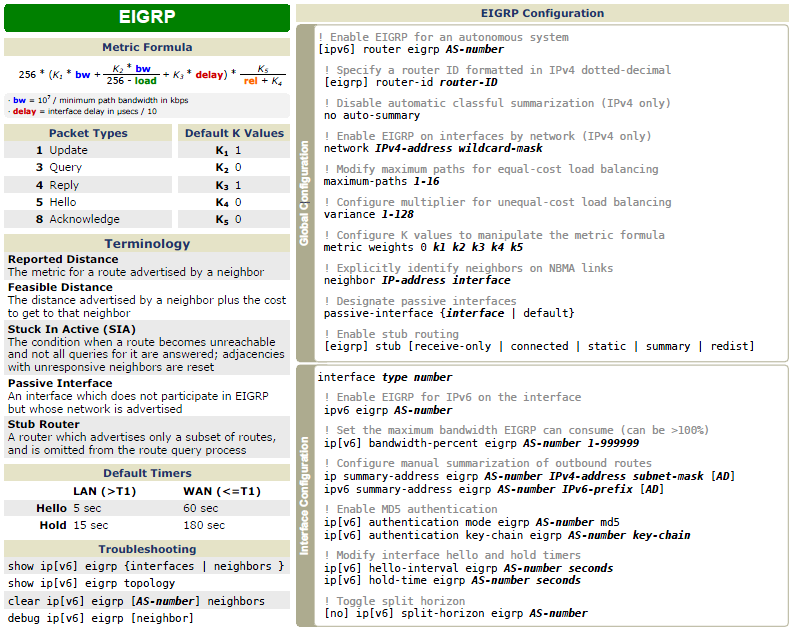 EIGRP
Metric Formula
256 * (K1 * bw + K2 * bw / 256 - load + K3 * delay) * K5 / rel + K4
· bw = 10^7 / minimum path bandwidth in kbps
· delay = interface delay in µsecs / 10
Packet Types
1 Update
3 Query
4 Reply
5 Hello
8 Acknowledge
Default K Values
K1 1
K2 0
K3 1
K4 0
K5 0
Terminology
Reported Distance
The metric for a route advertised by a neighbor
Feasible Distance
The distance advertised by a neighbor plus the cost
to get to that neighbor
Stuck In Active (SIA)
The condition when a route becomes unreachable
and not all queries for it are answered; adjacencies
with unresponsive neighbors are reset
Passive Interface
An interface which does not participate in EIGRP
but whose network is advertised
Stub Router
A router which advertises only a subset of routes,
and is omitted from the route query process
Default Timers
LAN (>T1) WAN (<=T1)
Hello 5 sec 60 sec
Hold 15 sec 180 sec
Troubleshooting
show ip[v6] eigrp {interfaces | neighbors }
show ip[v6] eigrp topology
clear ip[v6] eigrp [AS-number] neighbors
debug ip[v6] eigrp [neighbor]
EIGRP Configuration
Global Configuration
! Enable EIGRP for an autonomous system
[ipv6] router eigrp AS-number
! Specify a router ID formatted in IPv4 dotted-decimal
[eigrp] router-id router-ID
! Disable automatic classful summarization (IPv4 only)
no auto-summary
! Enable EIGRP on interfaces by network (IPv4 only)
network IPv4-address wildcard-mask
! Modify maximum paths for equal-cost load balancing
maximum-paths 1-16
! Configure multiplier for unequal-cost load balancing
variance 1-128
! Configure K values to manipulate the metric formula
metric weights 0 k1 k2 k3 k4 k5
! Explicitly identify neighbors on NBMA links
neighbor IP-address interface
! Designate passive interfaces
passive-interface {interface | default}
! Enable stub routing
[eigrp] stub [receive-only | connected | static | summary | redist]
Interface Configuration
interface type number
! Enable EIGRP for IPv6 on the interface
ipv6 eigrp AS-number
! Set the maximum bandwidth EIGRP can consume (can be >100%)
ip[v6] bandwidth-percent eigrp AS-number 1-999999
! Configure manual summarization of outbound routes
ip summary-address eigrp AS-number IPv4-address subnet-mask [AD]
ipv6 summary-address eigrp AS-number IPv6-prefix [AD]
! Enable MD5 authentication
ip[v6] authentication mode eigrp AS-number md5
ip[v6] authentication key-chain eigrp AS-number key-chain
! Modify interface hello and hold timers
ip[v6] hello-interval eigrp AS-number seconds
ip[v6] hold-time eigrp AS-number seconds
! Toggle split horizon
[no] ip[v6] split-horizon eigrp AS-number